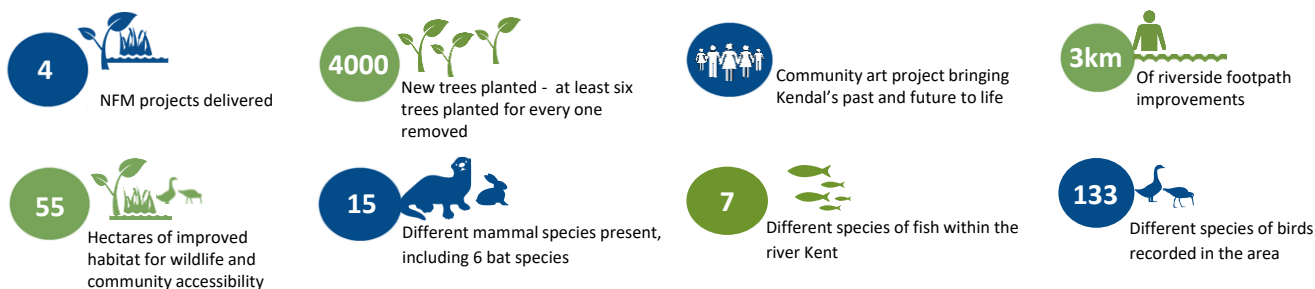 4
NFM projects delivered
4000
New trees planted - at least six
trees planted for every one
removed
Community art project bringing
Kendal's past and future to life
3km
Of riverside footpath
improvements
55
Hectares of improved
habitat for wildlife and
community accessibility
15
Different mammal species present,
including 6 bat species
7
Different species of fish within the
river Kent
133
Different species of birds
recorded in the area